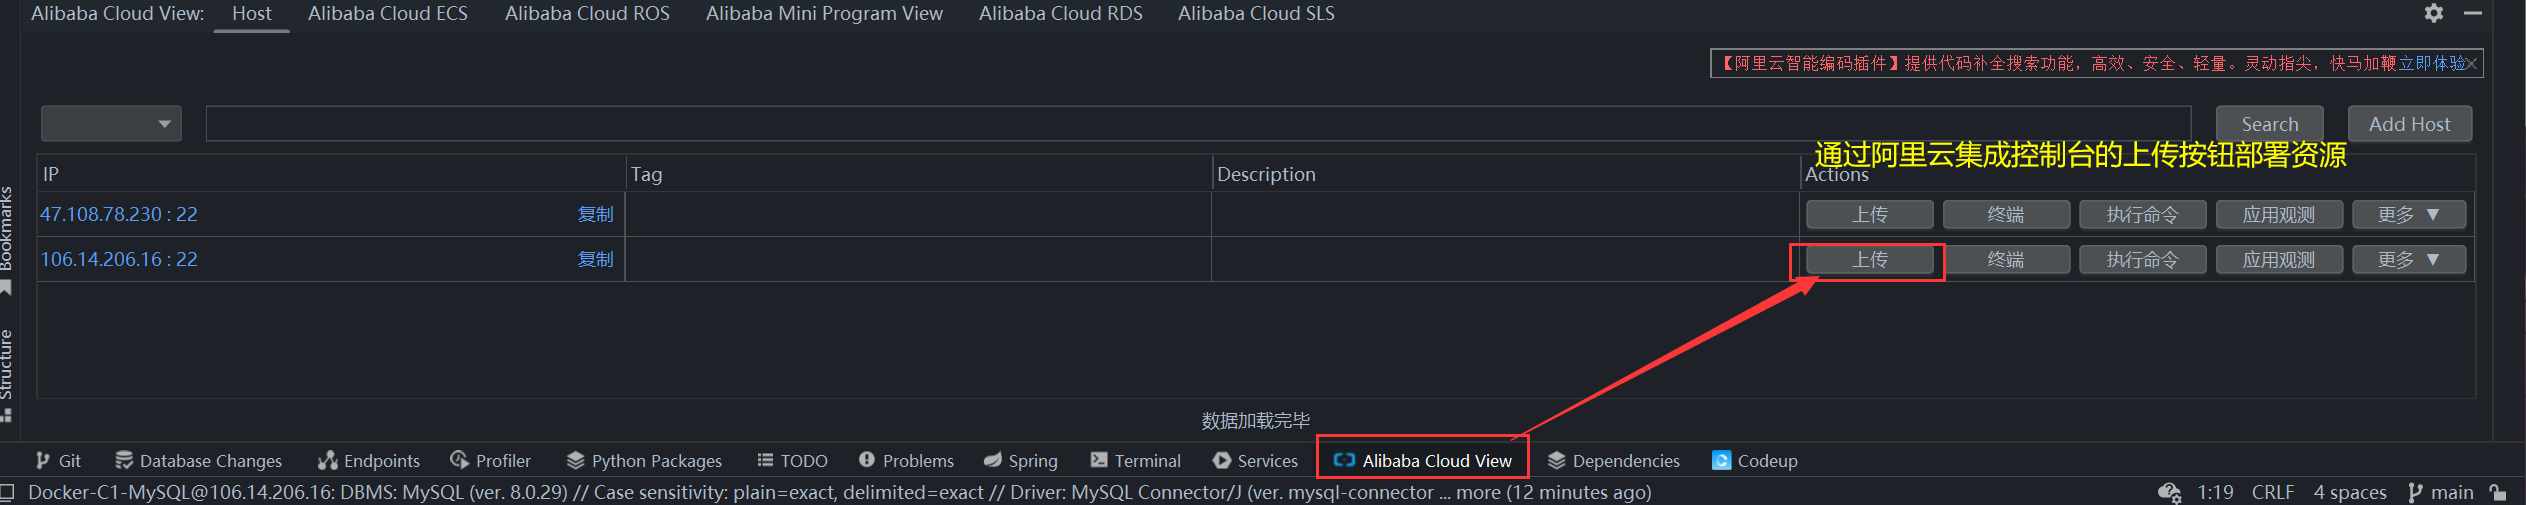 Alibaba Cloud View: Host Alibaba Cloud ECS Alibaba Cloud ROS Alibaba Mini Program View Alibaba Cloud RDS Alibaba Cloud SLS
【阿里云智能编码插件】提供代码补全搜索功能，高效、安全、轻量。灵动指尖，快马加鞭立即体验
Search Add Host
通过阿里云集成控制台的上传按钮部署资源
IP Tag Description Actions
47.108.78.230 : 22 复制 上传 终端 执行命令 应用观测 更多 ▼
106.14.206.16 : 22 复制 上传 终端 执行命令 应用观测 更多 ▼
数据加载完毕
Bookmarks
Structure
Git Database Changes Endpoints Profiler Python Packages TODO Problems Spring Terminal Services Alibaba Cloud View Dependencies Codeup
Docker-C1-MySQL@106.14.206.16: DBMS: MySQL (ver. 8.0.29) // Case sensitivity: plain=exact, delimited=exact // Driver: MySQL Connector/J (ver. mysql-connector ... more (12 minutes ago) 1:19 CRLF 4 spaces main